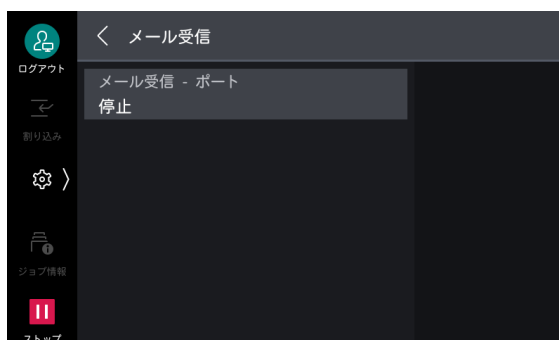 メール受信
ログアウト
メール受信 - ポート
停止
割り込み
ジョブ情報
ストップ